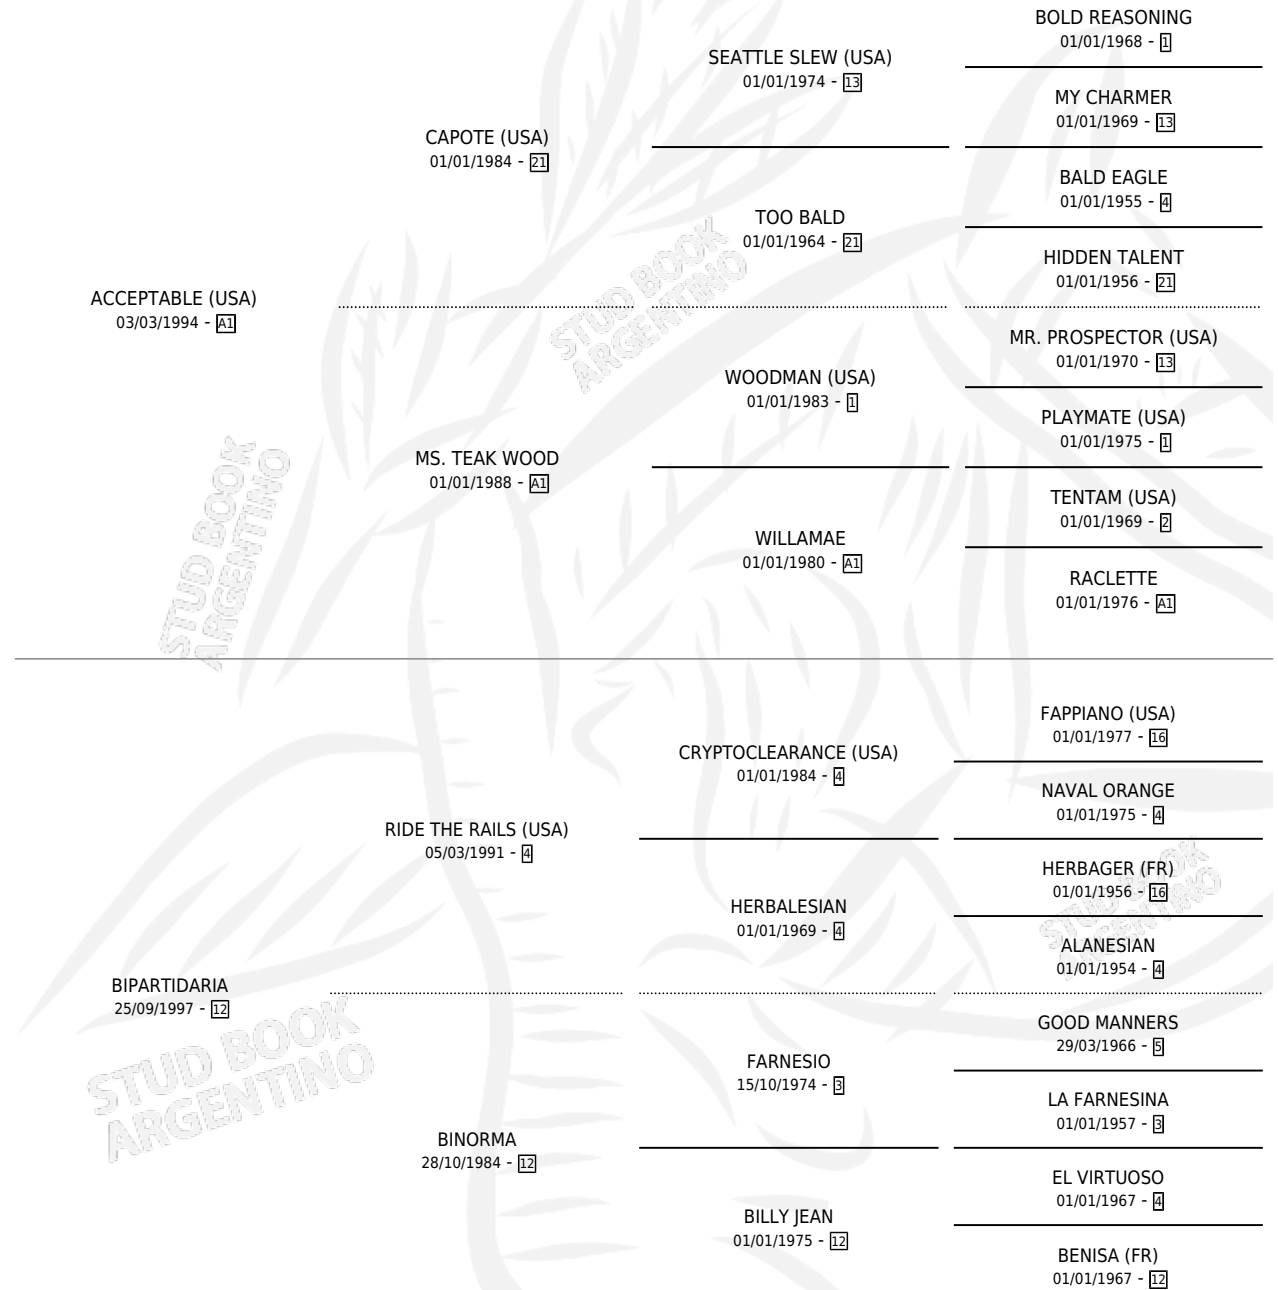 BOLD REASONING
01/01/1968 - 1
SEATTLE SLEW (USA)
01/01/1974 - 13
MY CHARMER
01/01/1969 - 13
CAPOTE (USA)
01/01/1984 - 21
BALD EAGLE
01/01/1955 - 4
TOO BALD
01/01/1964 - 21
HIDDEN TALENT
01/01/1956 - 21
ACCEPTABLE (USA)
03/03/1994 - A1
MR. PROSPECTOR (USA)
01/01/1970 - 13
WOODMAN (USA)
01/01/1983 - 1
PLAYMATE (USA)
01/01/1975 - 1
MS. TEAK WOOD
01/01/1988 - A1
TENTAM (USA)
01/01/1969 - 2
WILLAMAE
01/01/1980 - A1
RACLETTE
01/01/1976 - A1
FAPPIANO (USA)
01/01/1977 - 16
CRYPTOCLEARANCE (USA)
01/01/1984 - 4
NAVAL ORANGE
01/01/1975 - 4
RIDE THE RAILS (USA)
05/03/1991 - 4
HERBAGER (FR)
01/01/1956 - 16
HERBALESIAN
01/01/1969 - 4
ALANESIAN
01/01/1954 - 4
BIPARTIDARIA
25/09/1997 - 12
GOOD MANNERS
29/03/1966 - 5
FARNESIO
15/10/1974 - 3
LA FARNESINA
01/01/1957 - 3
BINORMA
28/10/1984 - 12
EL VIRTUOSO
01/01/1967 - 4
BILLY JEAN
01/01/1975 - 12
BENISA (FR)
01/01/1967 - 12
STUD BOOK
ARGENTINO
STUD BOOK
ARGENTINO
STUD BOOK
ARGENTINO
STUD BOOK
ARGENTINO